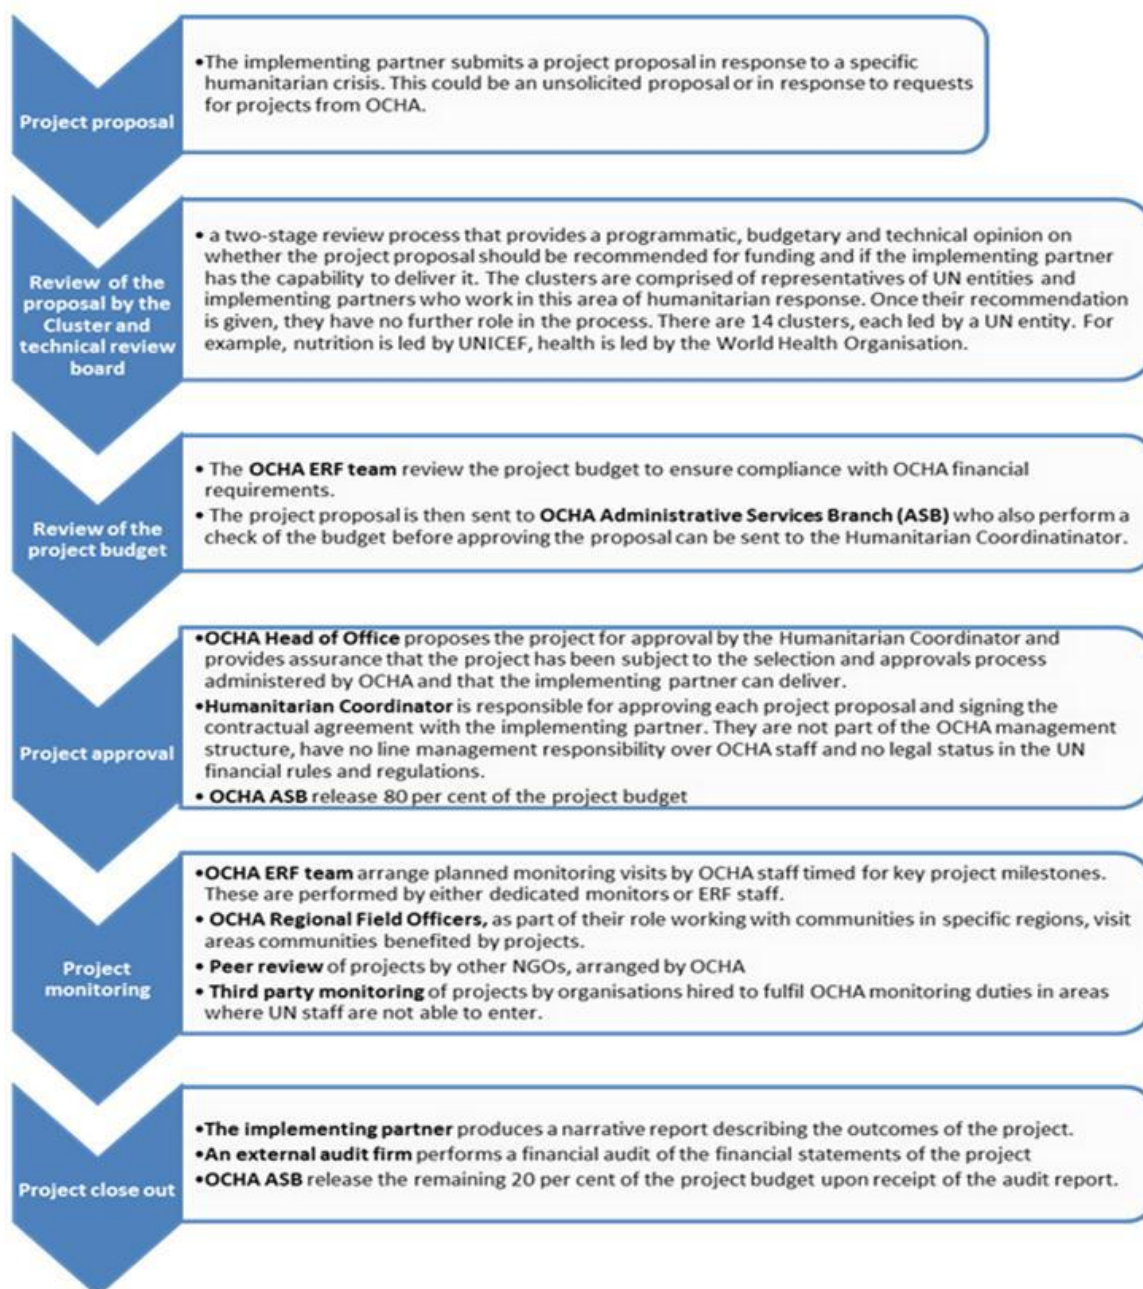 Project proposal
•The implementing partner submits a project proposal in response to a specific
humanitarian crisis. This could be an unsolicited proposal or in response to requests
for projects from OCHA.
Review of the
proposal by the
Cluster and
technical review
board
• a two-stage review process that provides a programmatic, budgetary and technical opinion on
whether the project proposal should be recommended for funding and if the implementing partner
has the capability to deliver it. The clusters are comprised of representatives of UN entities and
implementing partners who work in this area of humanitarian response. Once their recommendation
is given, they have no further role in the process. There are 14 clusters, each led by a UN entity. For
example, nutrition is led by UNICEF, health is led by the World Health Organisation.
Review of the
project budget
• The OCHA ERF team review the project budget to ensure compliance with OCHA financial
requirements.
• The project proposal is then sent to OCHA Administrative Services Branch (ASB) who also perform a
check of the budget before approving the proposal can be sent to the Humanitarian Coordinatinator.
Project approval
•OCHA Head of Office proposes the project for approval by the Humanitarian Coordinator and
provides assurance that the project has been subject to the selection and approvals process
administered by OCHA and that the implementing partner can deliver.
•Humanitarian Coordinator is responsible for approving each project proposal and signing the
contractual agreement with the implementing partner. They are not part of the OCHA management
structure, have no line management responsibility over OCHA staff and no legal status in the UN
financial rules and regulations.
• OCHA ASB release 80 per cent of the project budget
Project
monitoring
•OCHA ERF team arrange planned monitoring visits by OCHA staff timed for key project milestones.
These are performed by either dedicated monitors or ERF staff.
• OCHA Regional Field Officers, as part of their role working with communities in specific regions, visit
areas communities benefited by projects.
• Peer review of projects by other NGOs, arranged by OCHA
• Third party monitoring of projects by organisations hired to fulfil OCHA monitoring duties in areas
where UN staff are not able to enter.
Project close out
•The implementing partner produces a narrative report describing the outcomes of the project.
•An external audit firm performs a financial audit of the financial statements of the project
•OCHA ASB release the remaining 20 per cent of the project budget upon receipt of the audit report.